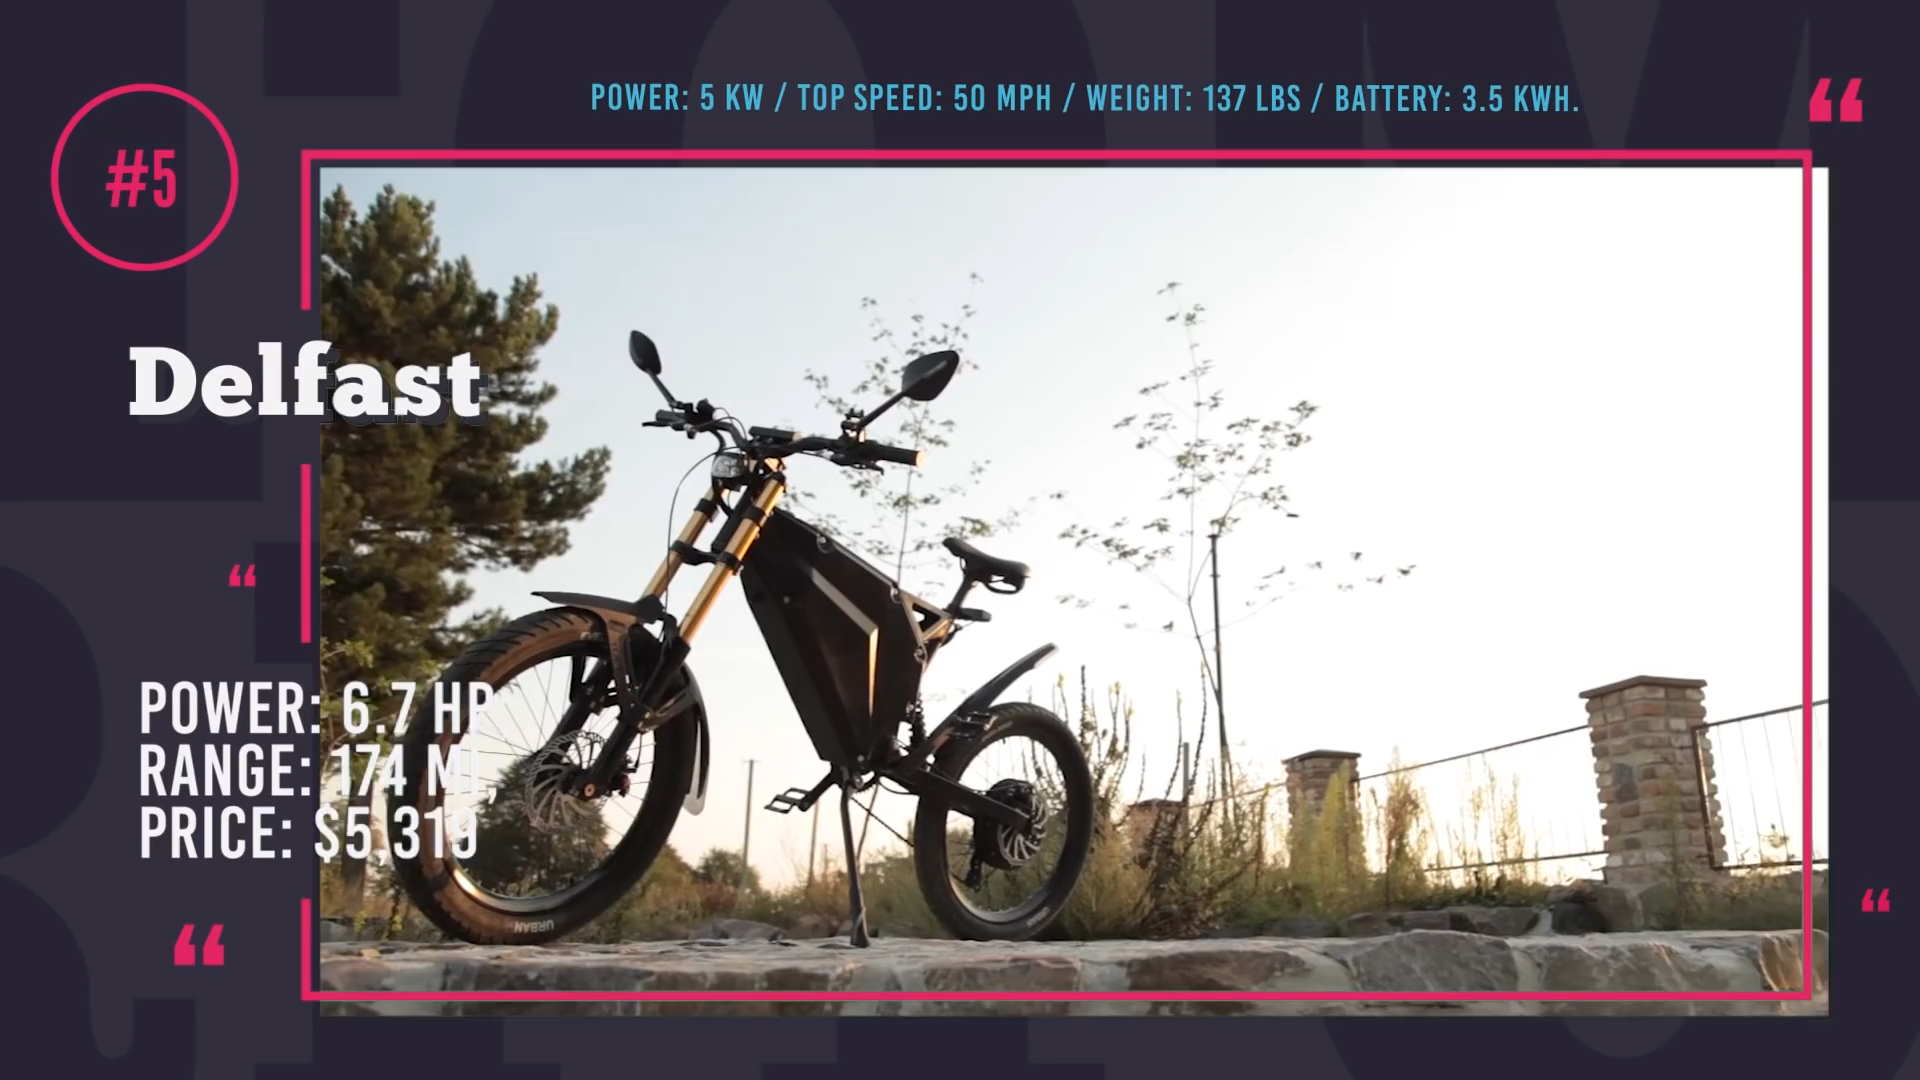 POWER: 5 KW / TOP SPEED: 50 MPH / WEIGHT: 137 LBS / BATTERY: 3.5 KWH.
#5
Delfast
POWER: 6.7 HP
RANGE: 174 MI.
PRICE: $5,319
URBAN